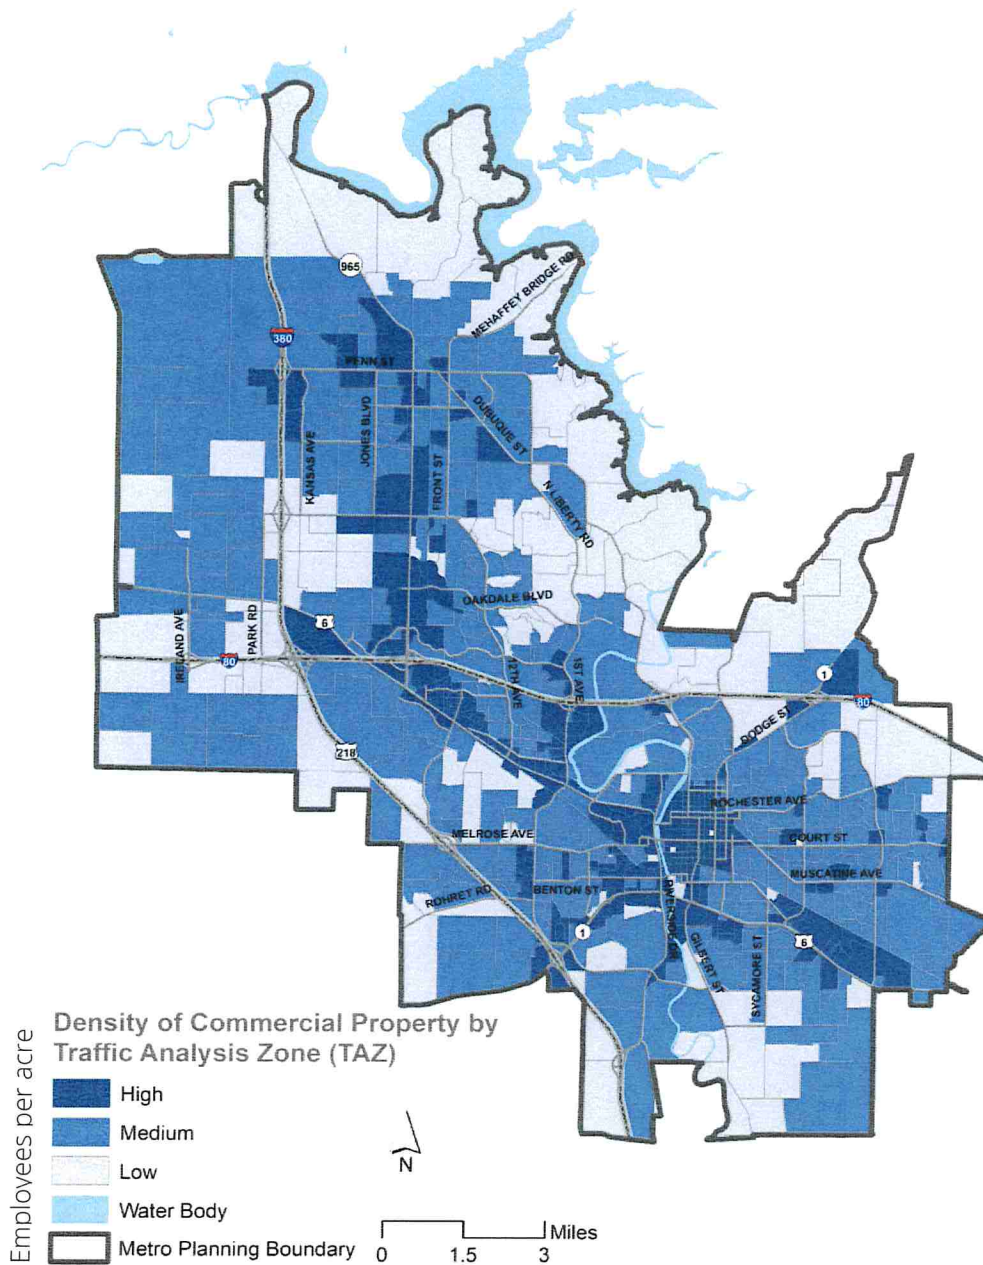 965
MEHAFFEY BRIDGE RD
380
PENN ST
DUBUQUE ST
JONES BLVD
KANSAS AVE
FRONT ST
N LIBERTY RD
OAKDALE BLVD
6
IRELAND AVE
PARK RD
80
12TH AVE
1ST AVE
1
80
DODGE ST
218
ROCHESTER AVE
MELROSE AVE
COURT ST
MUSCATINE AVE
BENTON ST
ROHRET RD
RIVERSIDE DR
1
6
GILBERT ST
SYCAMORE ST
Density of Commercial Property by
Traffic Analysis Zone (TAZ)
Employees per acre
High
Medium
Low
Water Body
Metro Planning Boundary
N
Miles
0 1.5 3